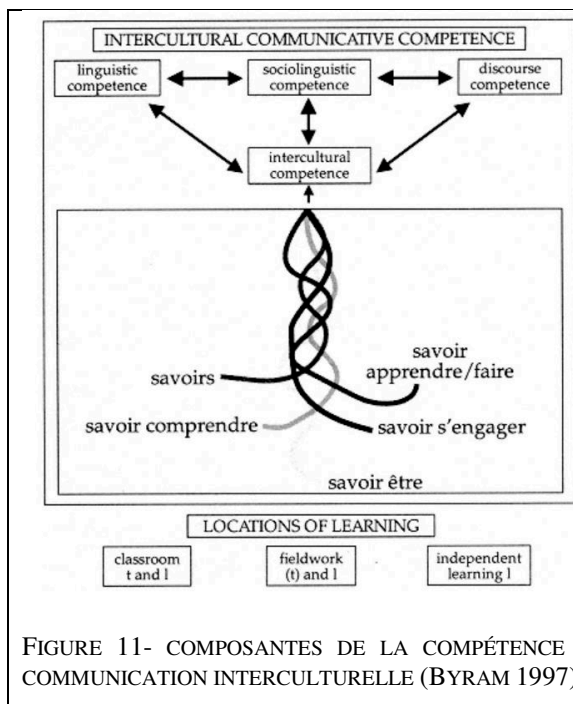 INTERCULTURAL COMMUNICATIVE COMPETENCE
linguistic
competence
sociolinguistic
competence
discourse
competence
intercultural
competence
savoirs
savoir
apprendre/faire
savoir comprendre
savoir s'engager
savoir être
LOCATIONS OF LEARNING
classroom
t and l
fieldwork
(t) and l
independent
learning l
FIGURE 11- COMPOSANTES DE LA COMPÉTENCE
COMMUNICATION INTERCULTURELLE (BYRAM 1997)